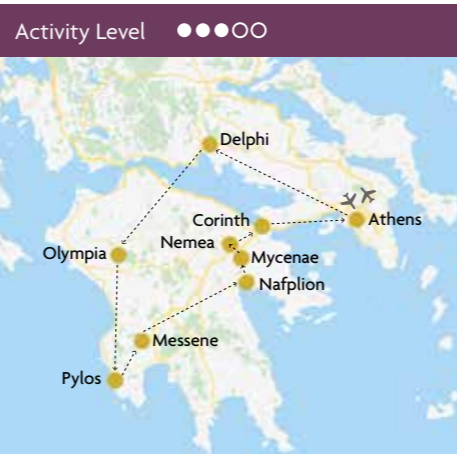 Activity Level
Delphi
Corinth
Athens
Nemea
Olympia
Mycenae
Nafplion
Messene
Pylos